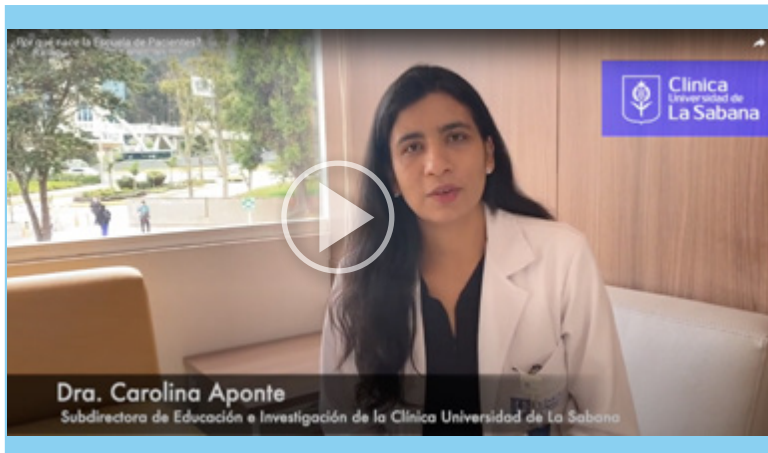 ¿Por qué nace la Escuela de Pacientes?
Clínica
Universidad de
La Sabana
Dra. Carolina Aponte
Subdirectora de Educación e Investigación de la Clínica Universidad de La Sabana